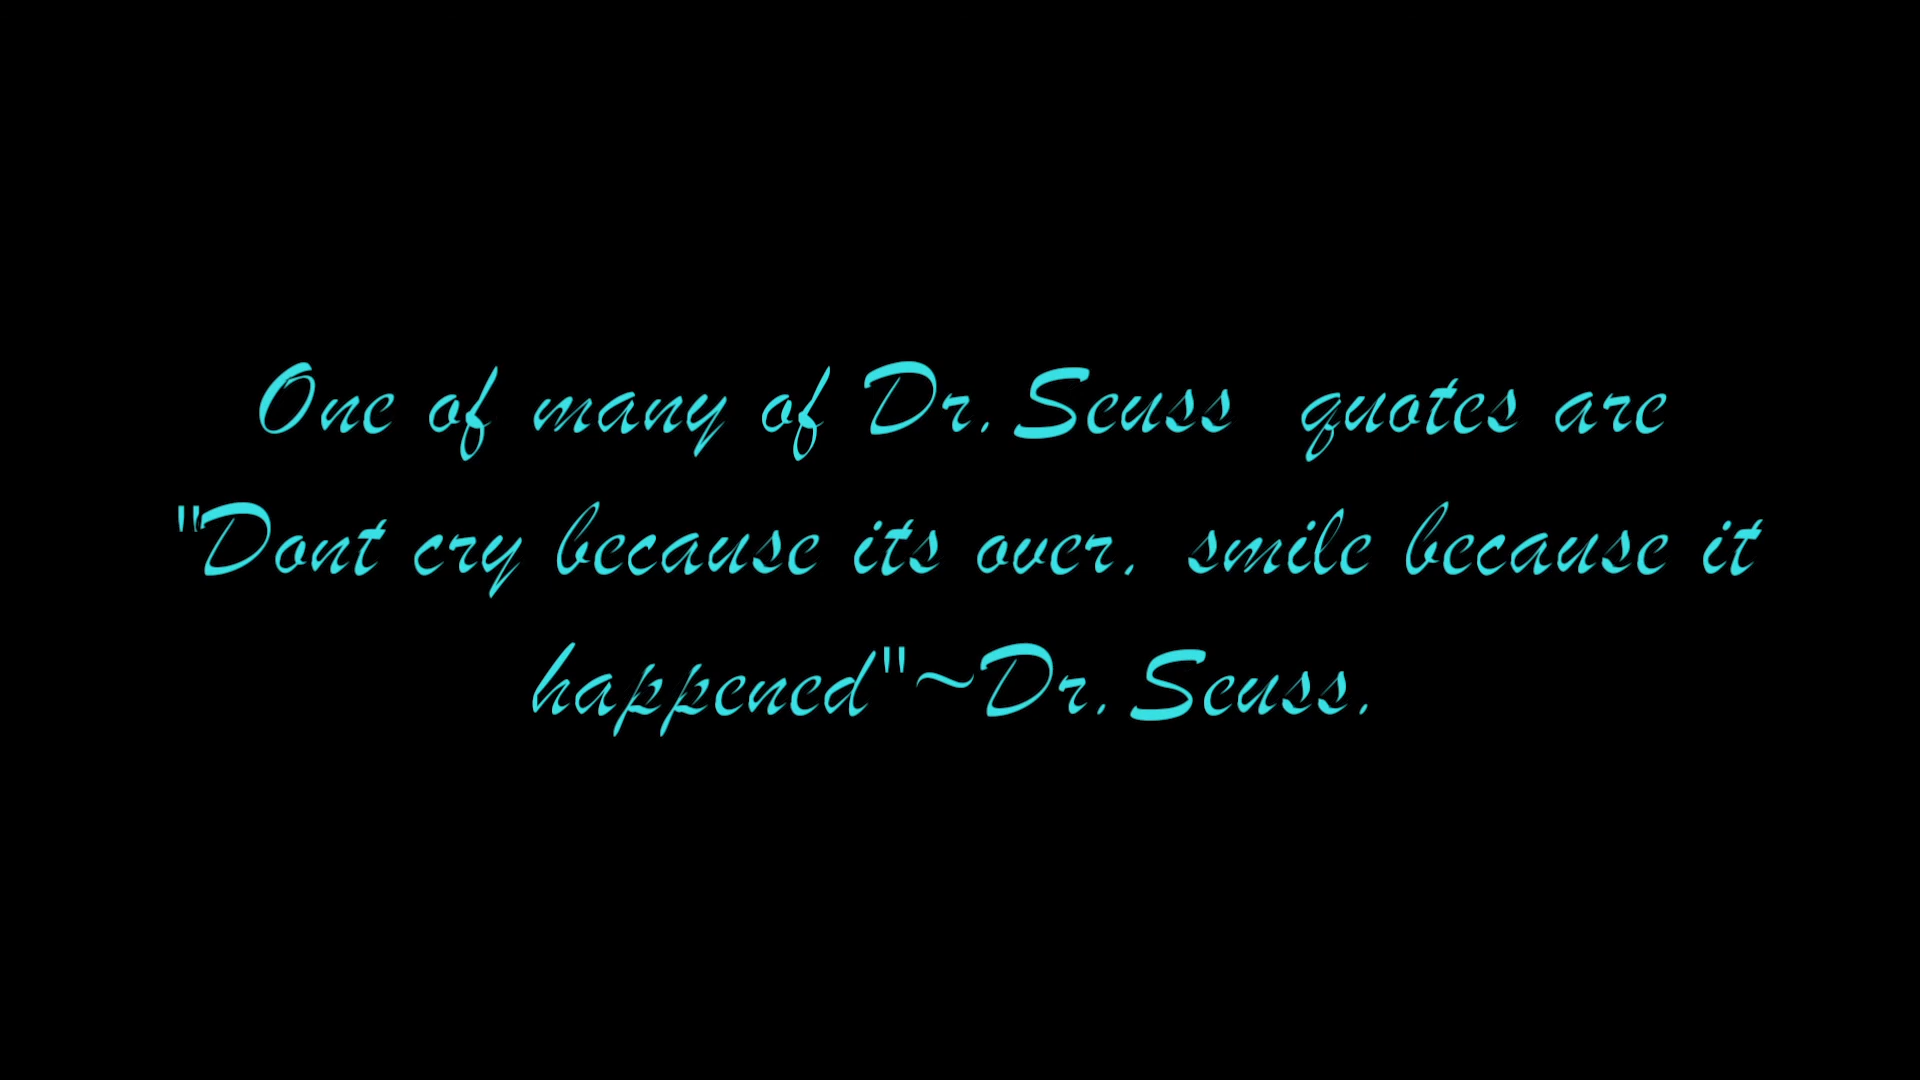 One of many of Dr. Seuss  quotes are
"Dont cry because its over, smile because it
happened"~Dr. Seuss.